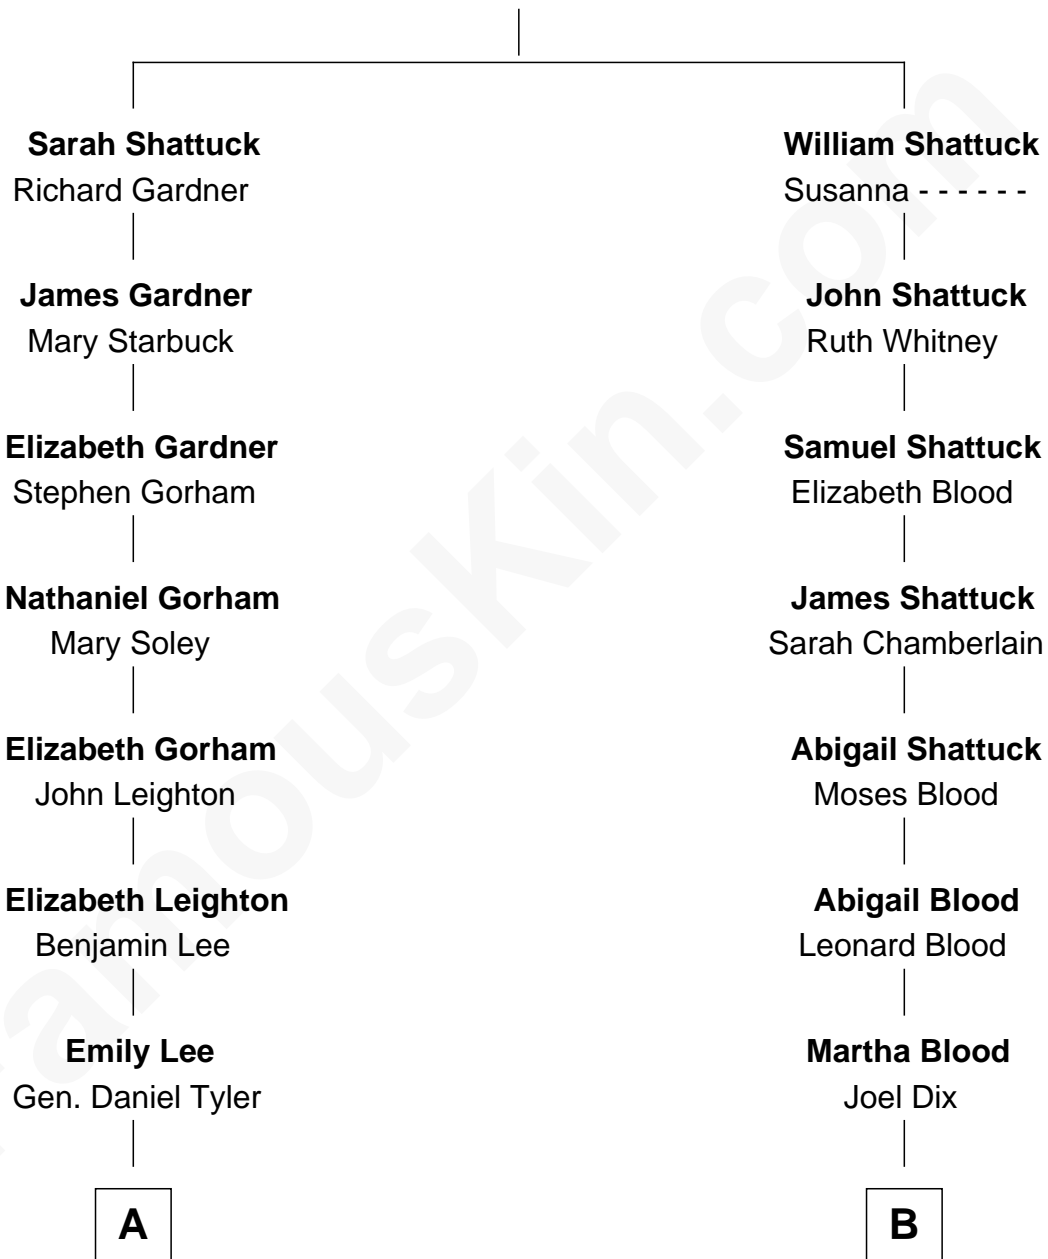 Sarah Shattuck
Richard Gardner
William Shattuck
Susanna - - - - - -
James Gardner
Mary Starbuck
John Shattuck
Ruth Whitney
Elizabeth Gardner
Stephen Gorham
Samuel Shattuck
Elizabeth Blood
Nathaniel Gorham
Mary Soley
James Shattuck
Sarah Chamberlain
Elizabeth Gorham
John Leighton
Abigail Shattuck
Moses Blood
Elizabeth Leighton
Benjamin Lee
Abigail Blood
Leonard Blood
Emily Lee
Gen. Daniel Tyler
Martha Blood
Joel Dix
A
B
FamousKin.com